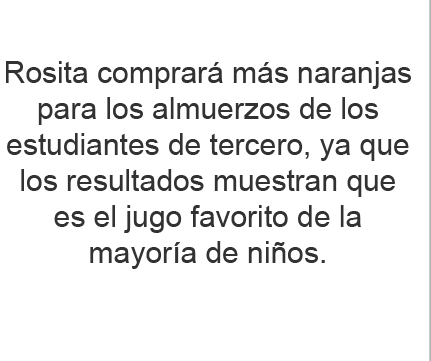 Rosita comprará más naranjas
para los almuerzos de los
estudiantes de tercero, ya que
los resultados muestran que
es el jugo favorito de la
mayoría de niños.